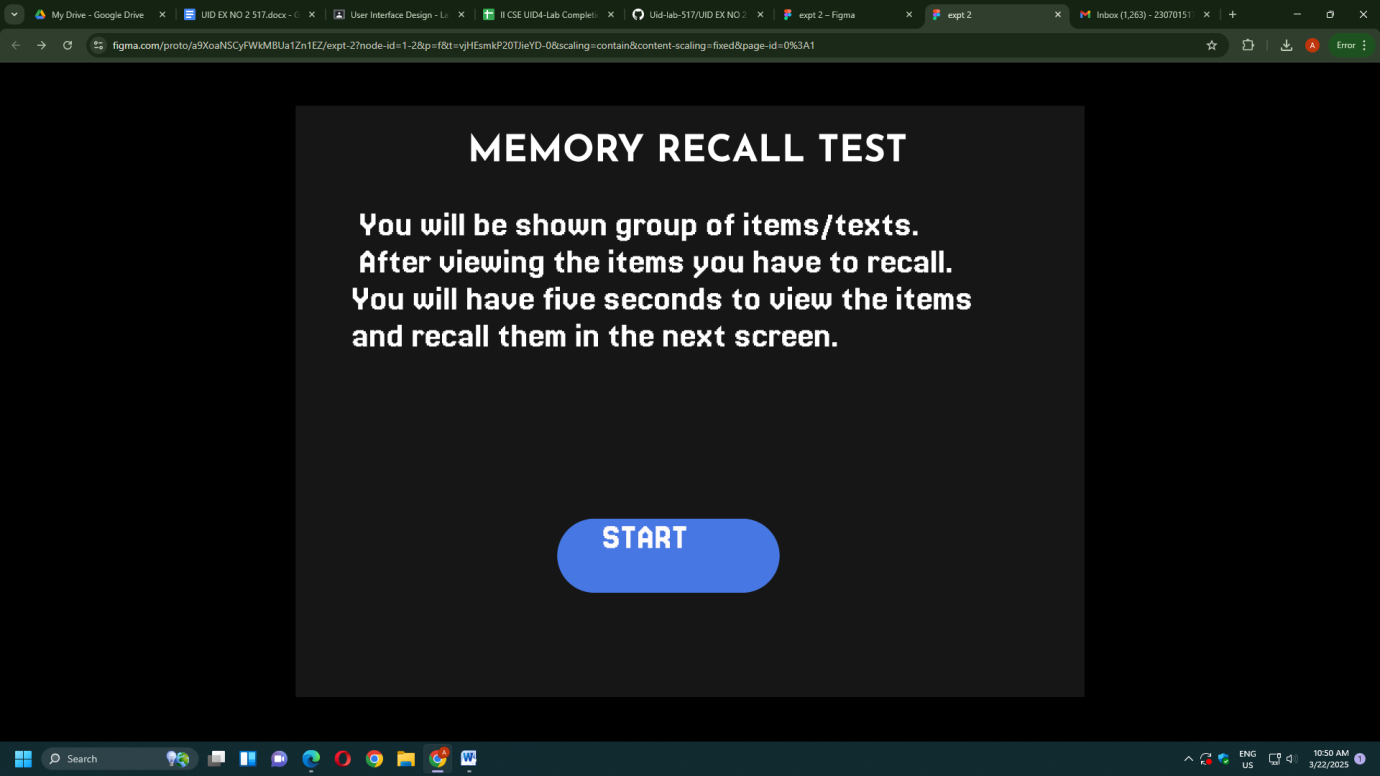 My Drive - Google Drive
UID EX NO 2 517.docx - G
User Interface Design - La
II CSE UID4-Lab Completi
Uid-lab-517/UID EX NO 2
expt 2 – Figma
expt 2
Inbox (1,263) - 23070151
figma.com/proto/a9XoaNSCyFWkMBUa1Zn1EZ/expt-2?node-id=1-2&p=f&t=vjHEsmkP20TJieYD-0&scaling=contain&content-scaling=fixed&page-id=0%3A1
A
Error
MEMORY RECALL TEST
You will be shown group of items/texts.
After viewing the items you have to recall.
You will have five seconds to view the items
and recall them in the next screen.
START
Search
ENG
US
10:50 AM
3/22/2025
1